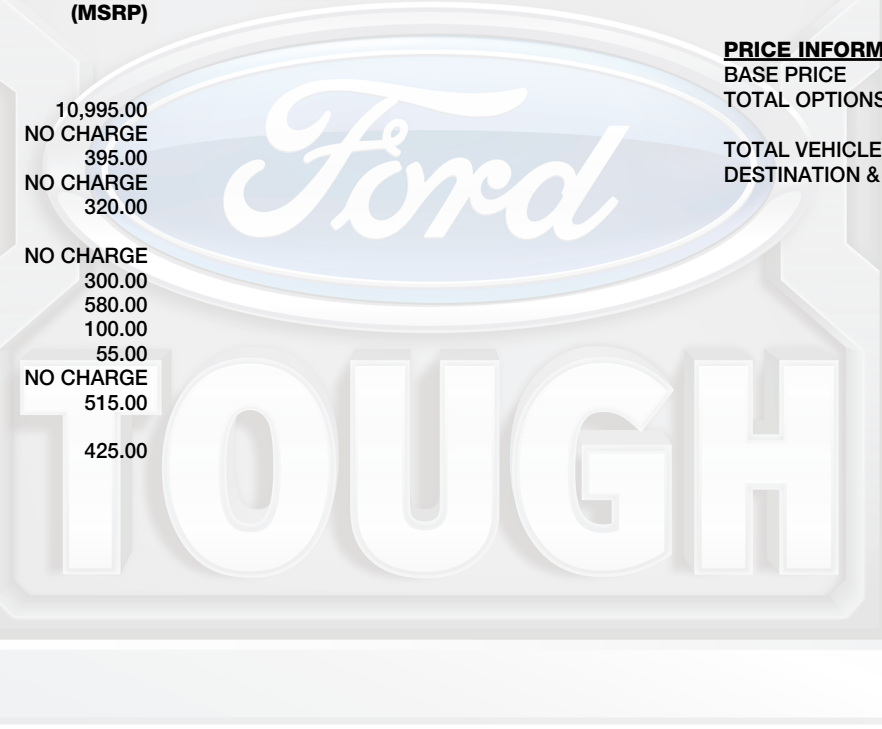 (MSRP)
10,995.00
NO CHARGE
395.00
NO CHARGE
320.00
NO CHARGE
300.00
580.00
100.00
55.00
NO CHARGE
515.00
425.00
PRICE INFORM
BASE PRICE
TOTAL OPTIONS
TOTAL VEHICLE
DESTINATION &
Ford
TOUGH